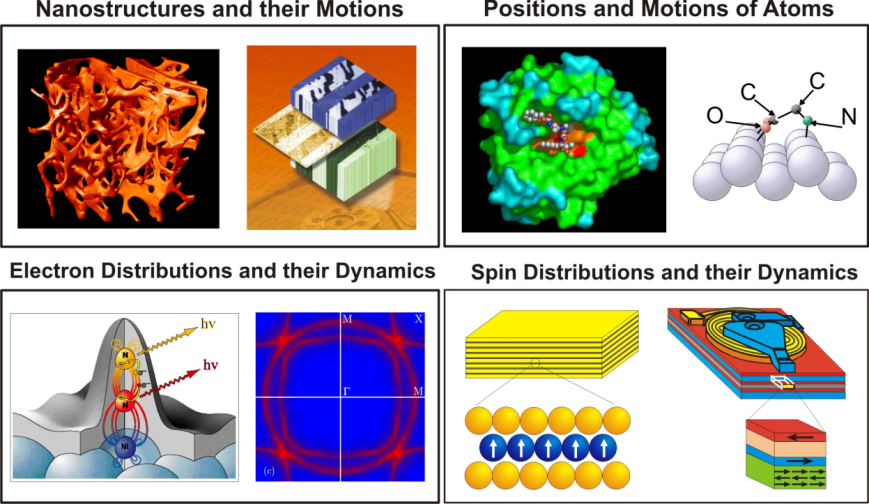 Nanostructures and their Motions
Positions and Motions of Atoms
C
C
O
N
Electron Distributions and their Dynamics
Spin Distributions and their Dynamics
hν
hν
N
N
Ni
e⁻
e⁻
M
X
Γ
M
(c)